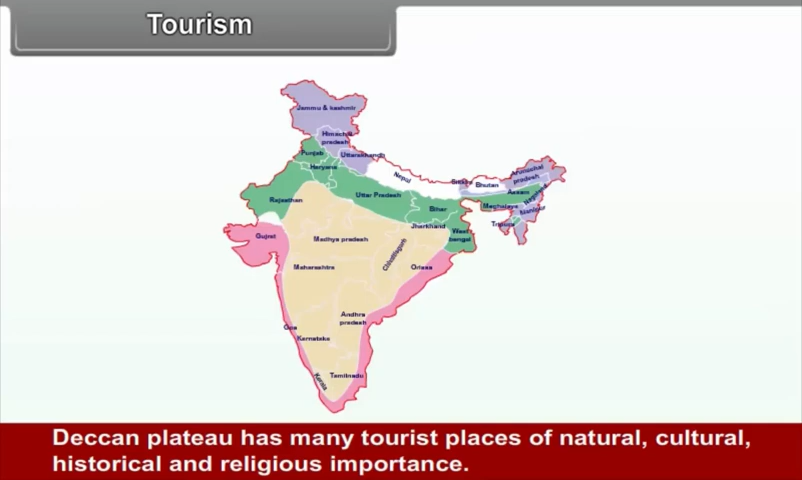 Tourism
Jammu & kashmir
Himachal
pradesh
Punjab
Uttarakhandh
Haryana
Nepal
Sikkim
Bhutan
Arunachal
pradesh
Assam
Nagaland
Rajasthan
Uttar Pradesh
Bihar
Meghalaya
Manipur
Tripura
Jharkhand
West
bengal
Gujrat
Madhya pradesh
Chhattisgarh
Maharashtra
Orissa
Andhra
pradesh
Goa
Karnataka
Kerala
Tamilnadu
Deccan plateau has many tourist places of natural, cultural,
historical and religious importance.